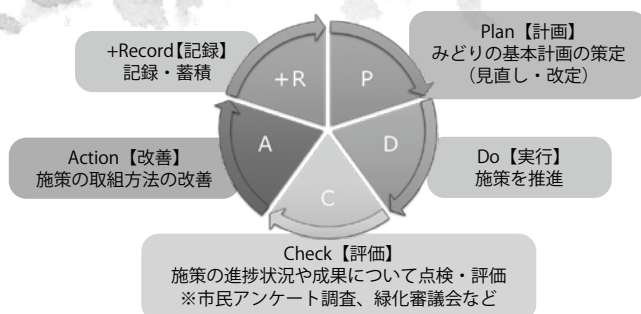 Plan【計画】
みどりの基本計画の策定
（見直し・改定）
Do【実行】
施策を推進
Check【評価】
施策の進捗状況や成果について点検・評価
※市民アンケート調査、緑化審議会など
Action【改善】
施策の取組方法の改善
+Record【記録】
記録・蓄積
P
D
C
A
+R